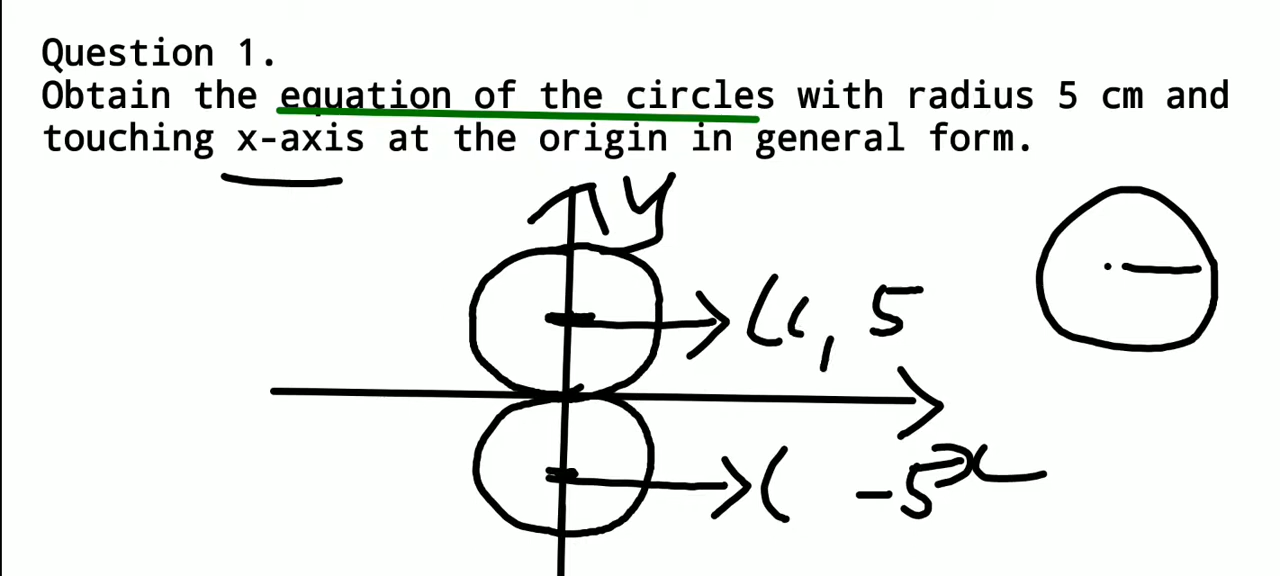 Question 1.
Obtain the equation of the circles with radius 5 cm and
touching x-axis at the origin in general form.
y
, 5
( -5
x